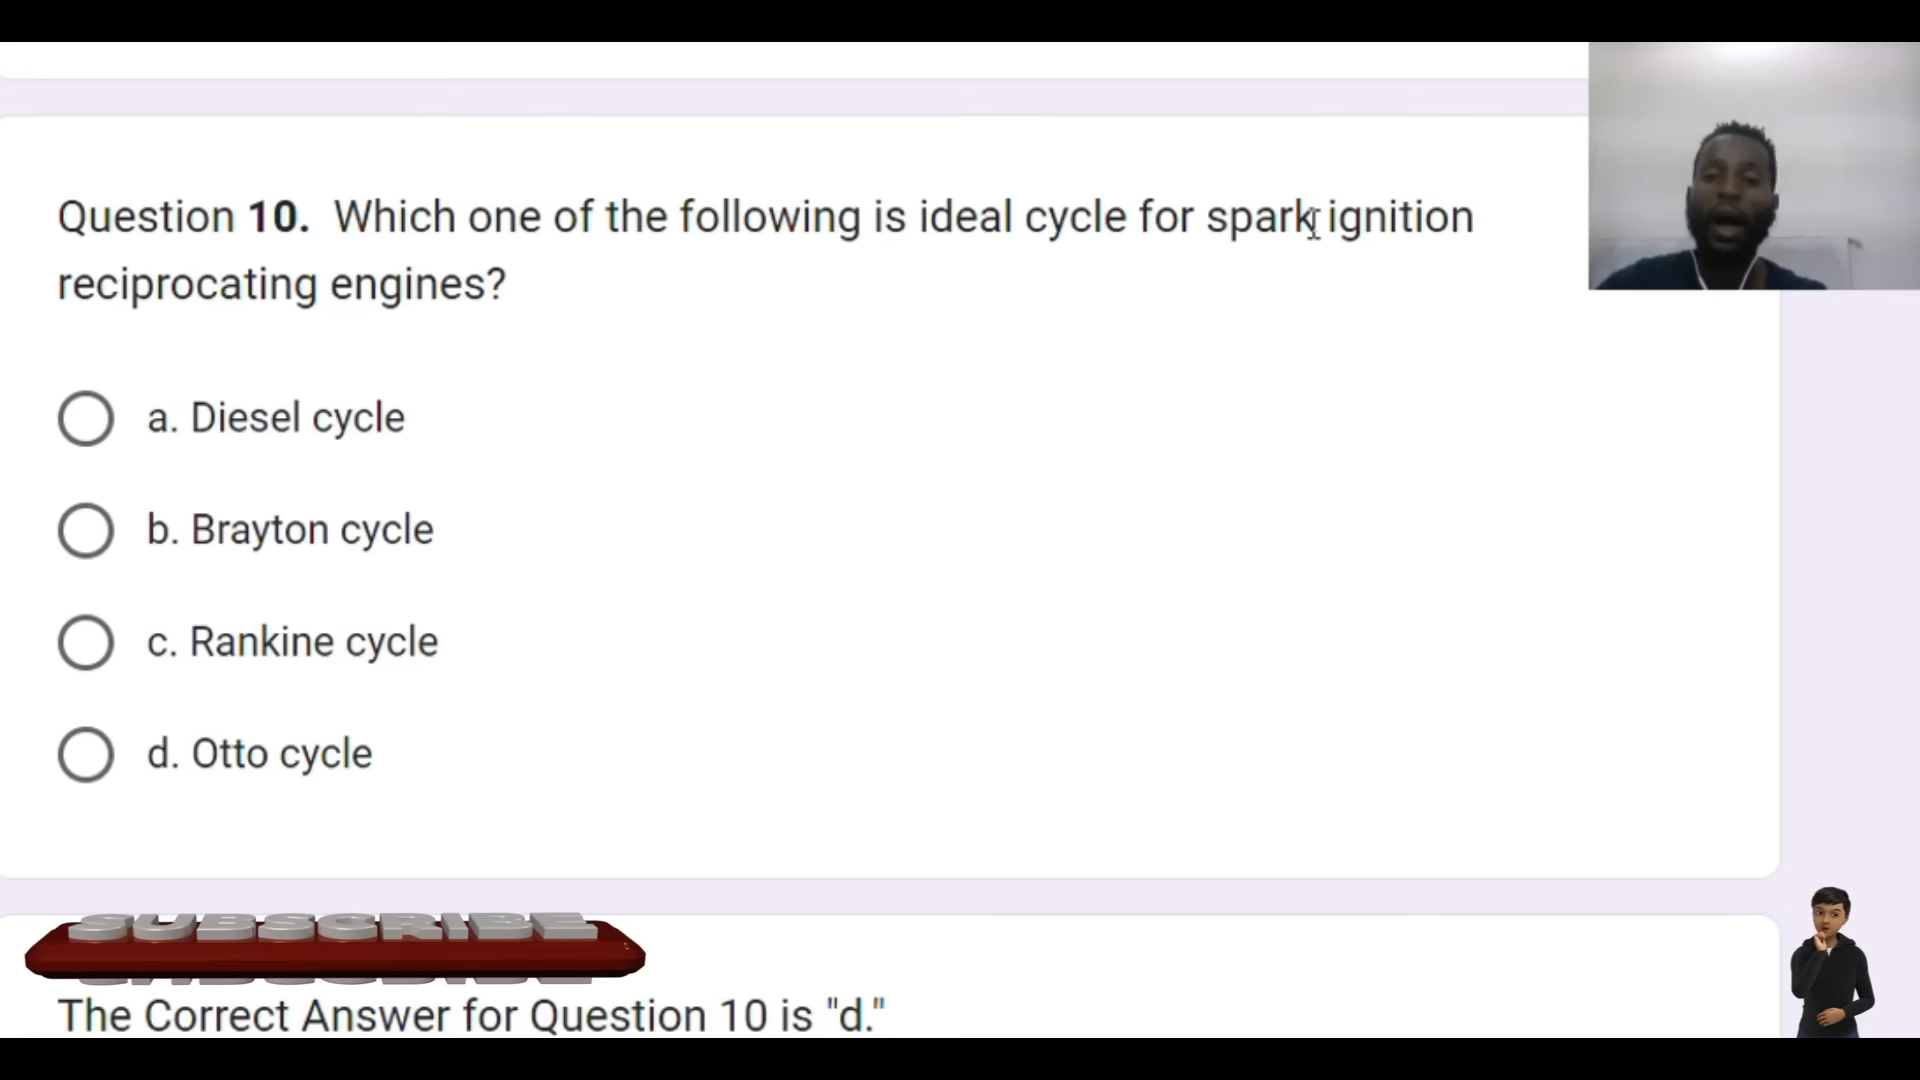 Question 10. Which one of the following is ideal cycle for spark ignition
reciprocating engines?
a. Diesel cycle
b. Brayton cycle
c. Rankine cycle
d. Otto cycle
SUBSCRIBE
The Correct Answer for Question 10 is "d."